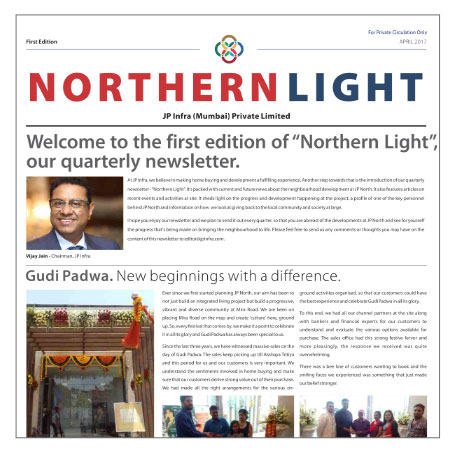 For Private Circulation Only
First Edition
APRIL 2017
NORTHERNLIGHT
JP Infra (Mumbai) Private Limited
Welcome to the first edition of “Northern Light”,
our quarterly newsletter.
At JP Infra, we believe in making home buying and development a fulfilling experience. Another step towards that is the introduction of our quarterly
newsletter - "Northern Light". It's packed with current and future news about the neighbourhood development at JP North. It also features articles on
recent events and activities at site. It sheds light on the progress and development happening at the project, a profile of one of the key personnel
behind JP North and information on how we look at giving back to the local community and society at large.
I hope you enjoy our newsletter and we plan to send it out every quarter, so that you are abreast of the developments at JP North and see for yourself
the progress that's being made on bringing the neighbourhood to life. Please feel free to send us any comments or thoughts you may have on the
content of this newsletter to editor@jpinfra.com.
Vijay Jain - Chairman, JP Infra
Gudi Padwa. New beginnings with a difference.
Ever since we first started planning JP North, our aim has been to
not just build an integrated living project but build a progressive,
vibrant and diverse community at Mira Road. We are keen on
placing Mira Road on the map and create 'culture' here, ground
up. So, every festival that comes by, we make it a point to celebrate
in all its glory and Gudi Padwa has always been special to us.
Since the last three years, we have witnessed massive sales on the
day of Gudi Padwa. The sales keep picking up till Akshaya Tritiya
and this period for us and our customers is very important. We
understand the sentiments involved in home buying and make
sure that our customers derive strong value out of their purchase.
We had made all the right arrangements for the various on-
ground activities organised, so that our customers could have
the best experience and celebrate Gudi Padwa in all its glory.
To this end, we had all our channel partners at the site along
with bankers and financial experts for our customers to
understand and evaluate the various options available for
purchase. The sales office had this strong festive fervor and
more pleasingly, the response we received was quite
overwhelming.
There was a bee line of customers wanting to book and the
smiling faces we experienced was something that just made
our belief stronger.